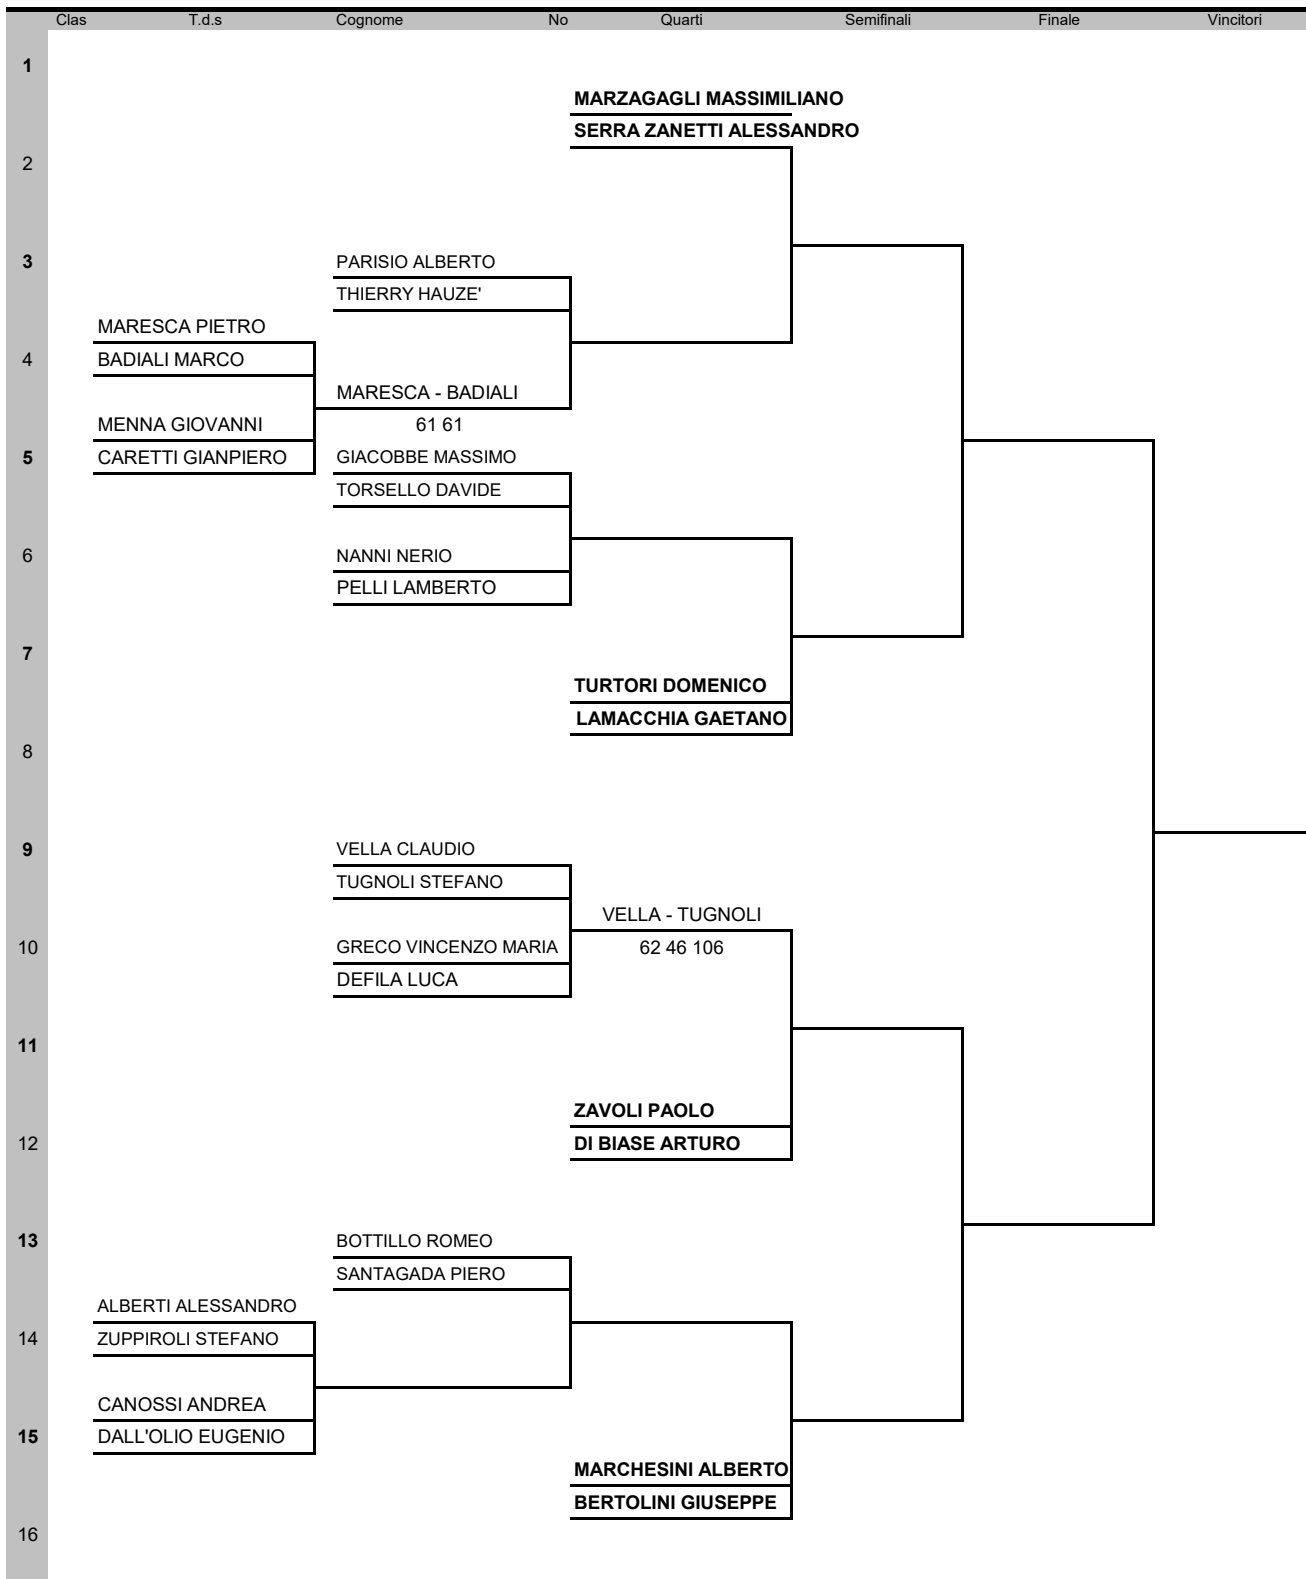 Clas T.d.s Cognome No Quarti Semifinali Finale Vincitori
1
MARZAGAGLI MASSIMILIANO
SERRA ZANETTI ALESSANDRO
2
3 PARISIO ALBERTO
THIERRY HAUZE'
MARESCA PIETRO
4 BADIALI MARCO
MARESCA - BADIALI
MENNA GIOVANNI 61 61
5 CARETTI GIANPIERO GIACOBBE MASSIMO
TORSELLO DAVIDE
6 NANNI NERIO
PELLI LAMBERTO
7
TURTORI DOMENICO
LAMACCHIA GAETANO
8
9 VELLA CLAUDIO
TUGNOLI STEFANO
VELLA - TUGNOLI
10 GRECO VINCENZO MARIA 62 46 106
DEFILA LUCA
11
ZAVOLI PAOLO
12 DI BIASE ARTURO
13 BOTTILLO ROMEO
SANTAGADA PIERO
ALBERTI ALESSANDRO
14 ZUPPIROLI STEFANO
CANOSSI ANDREA
15 DALL'OLIO EUGENIO
MARCHESINI ALBERTO
BERTOLINI GIUSEPPE
16